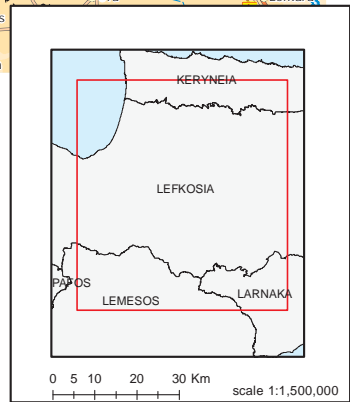 KERYNEIA
LEFKOSIA
PAFOS
LEMESOS
LARNAKA
0 5 10 20 30 Km
scale 1:1,500,000